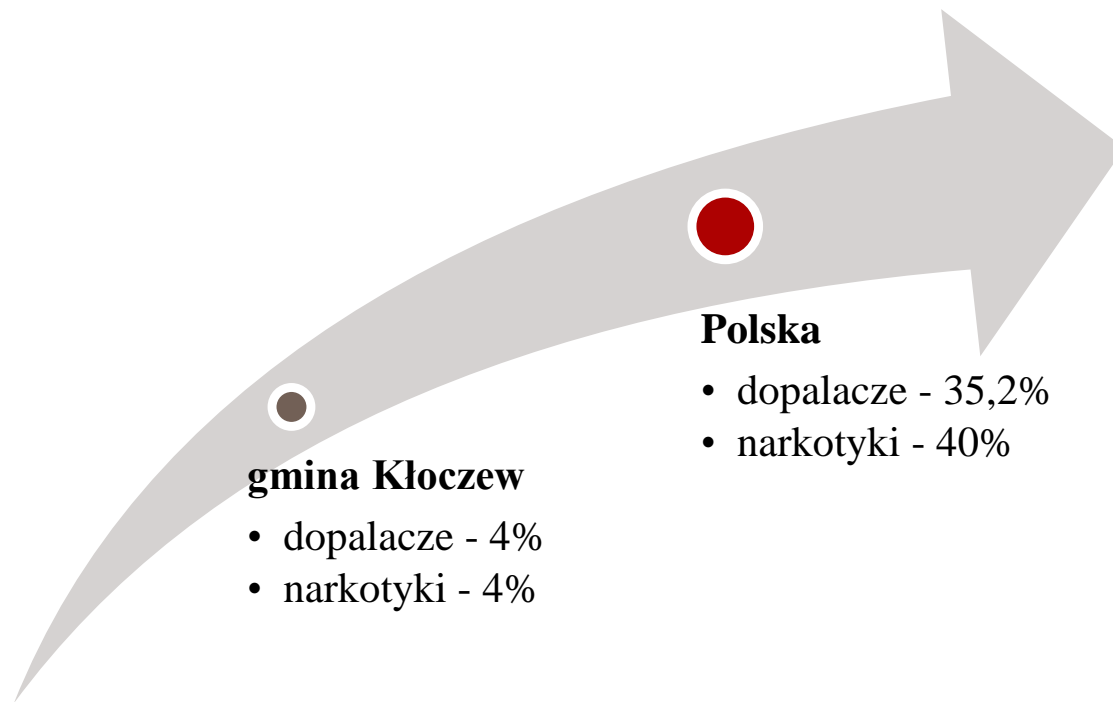 Polska
• dopalacze - 35,2%
• narkotyki - 40%
gmina Kłoczew
• dopalacze - 4%
• narkotyki - 4%